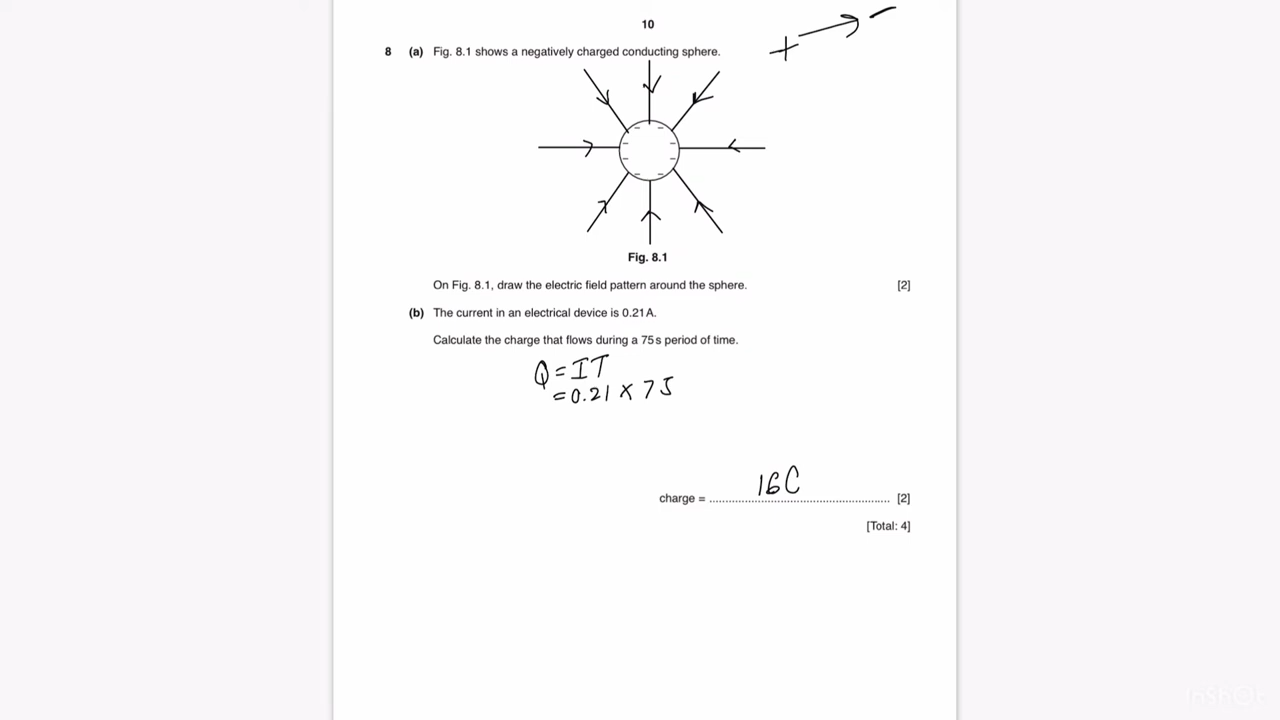 10
+ → −
8 (a) Fig. 8.1 shows a negatively charged conducting sphere.
Fig. 8.1
On Fig. 8.1, draw the electric field pattern around the sphere. [2]
(b) The current in an electrical device is 0.21 A.
Calculate the charge that flows during a 75 s period of time.
Q = IT
= 0.21 × 75
charge = 16C [2]
[Total: 4]